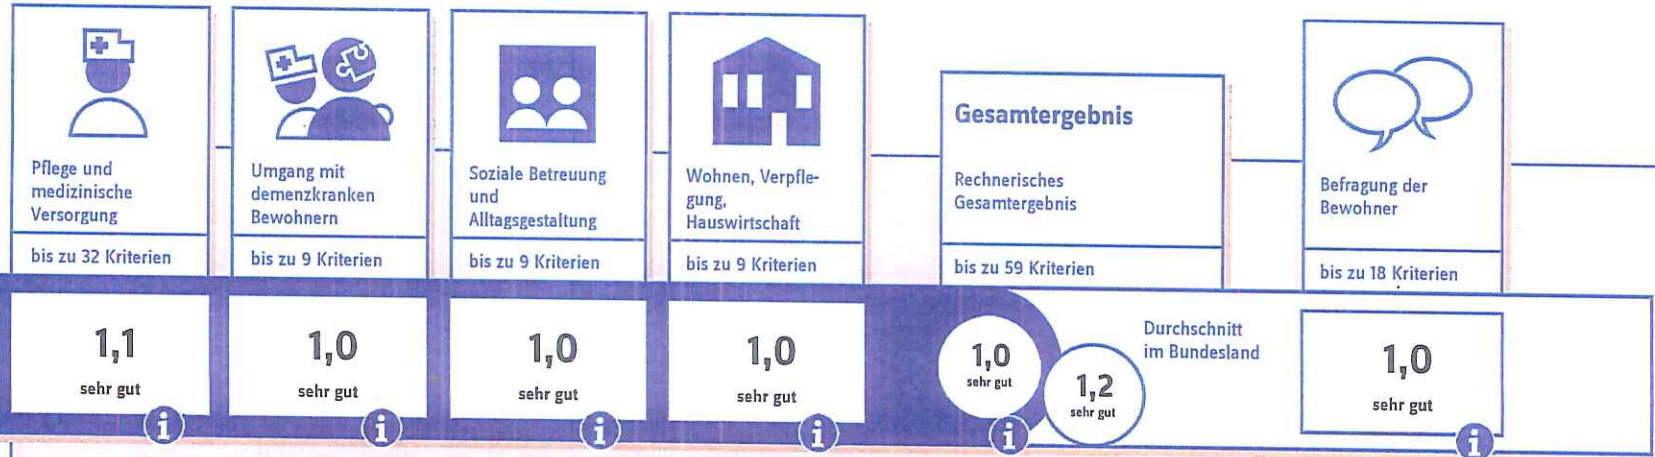 Pflege und
medizinische
Versorgung
bis zu 32 Kriterien
1,1
sehr gut
Umgang mit
demenzkranken
Bewohnern
bis zu 9 Kriterien
1,0
sehr gut
Soziale Betreuung
und
Alltagsgestaltung
bis zu 9 Kriterien
1,0
sehr gut
Wohnen, Verpfle-
gung,
Hauswirtschaft
bis zu 9 Kriterien
1,0
sehr gut
Gesamtergebnis
Rechnerisches
Gesamtergebnis
bis zu 59 Kriterien
1,0
sehr gut
1,2
sehr gut
Durchschnitt
im Bundesland
Befragung der
Bewohner
bis zu 18 Kriterien
1,0
sehr gut
i
i
i
i
i
i